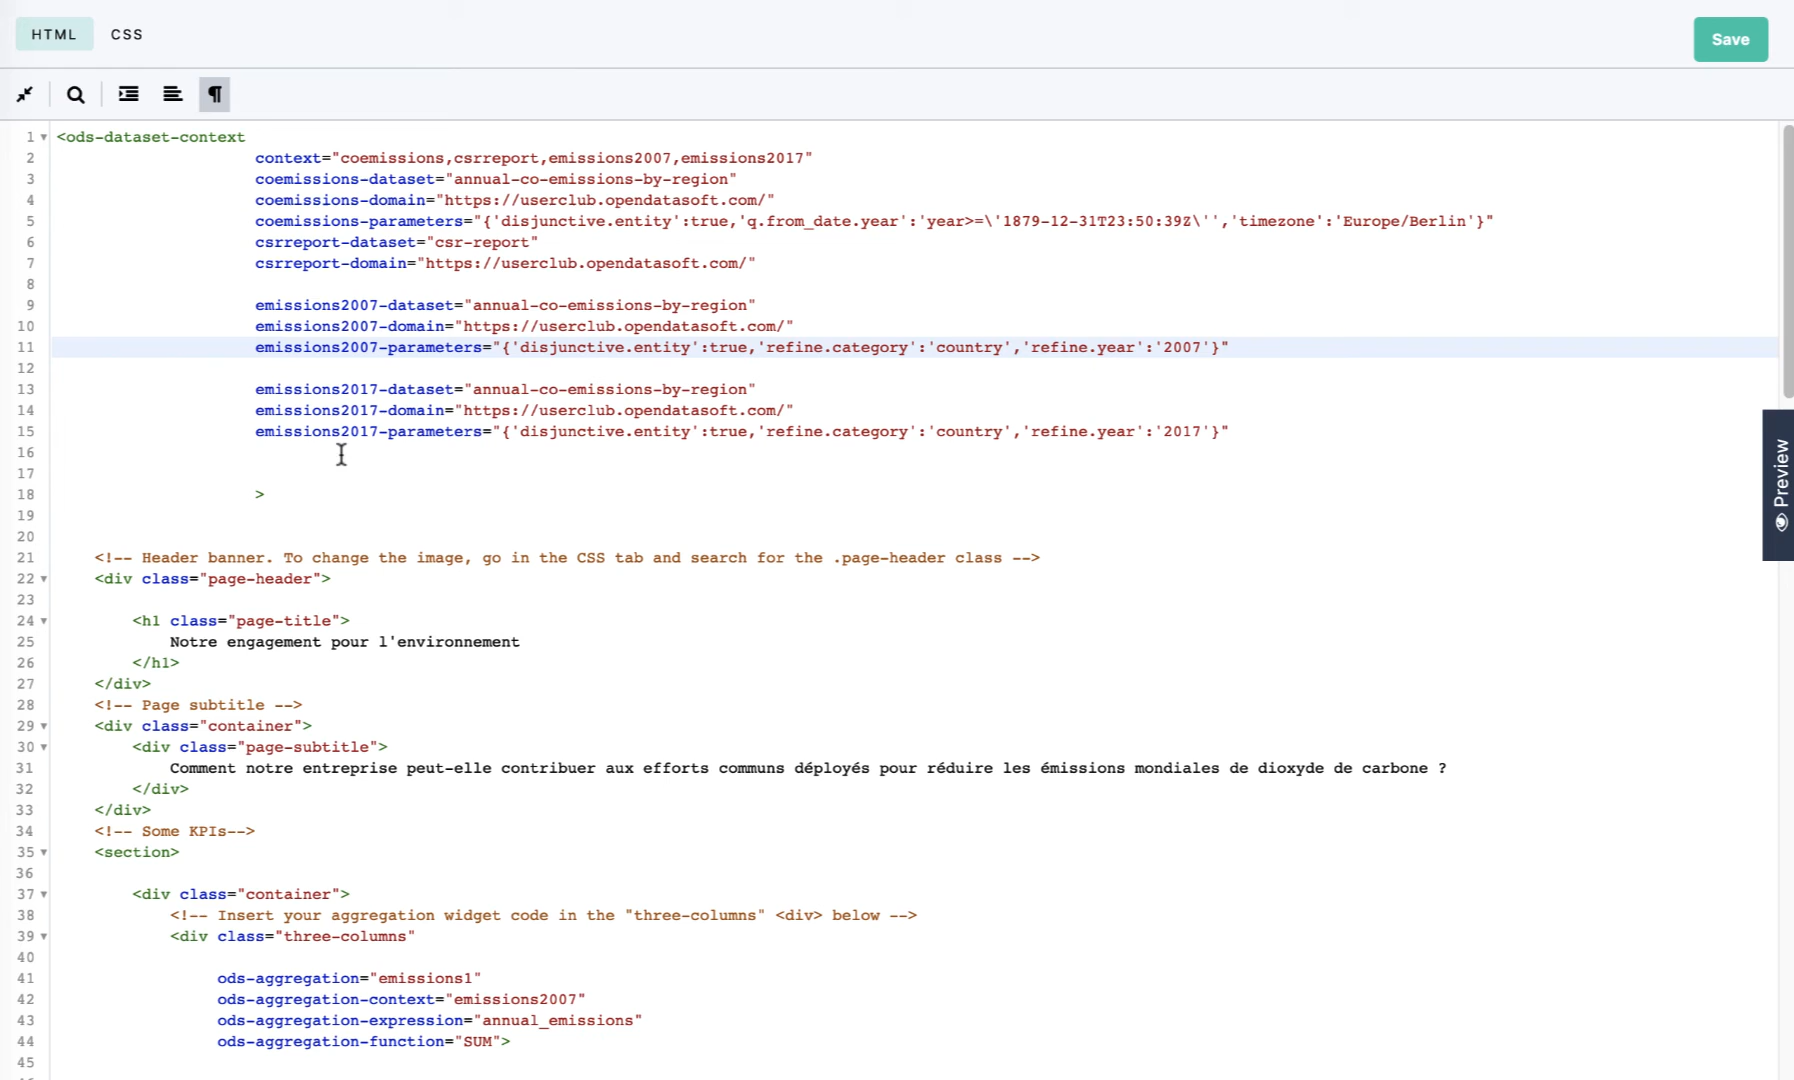 HTML CSS
Save
1 <ods-dataset-context
2 context="coemissions,csrreport,emissions2007,emissions2017"
3 coemissions-dataset="annual-co-emissions-by-region"
4 coemissions-domain="https://userclub.opendatasoft.com/"
5 coemissions-parameters="{'disjunctive.entity':true,'q.from_date.year':'year>=\'1879-12-31T23:50:39Z\'','timezone':'Europe/Berlin'}"
6 csrreport-dataset="csr-report"
7 csrreport-domain="https://userclub.opendatasoft.com/"
8
9 emissions2007-dataset="annual-co-emissions-by-region"
10 emissions2007-domain="https://userclub.opendatasoft.com/"
11 emissions2007-parameters="{'disjunctive.entity':true,'refine.category':'country','refine.year':'2007'}"
12
13 emissions2017-dataset="annual-co-emissions-by-region"
14 emissions2017-domain="https://userclub.opendatasoft.com/"
15 emissions2017-parameters="{'disjunctive.entity':true,'refine.category':'country','refine.year':'2017'}"
16
17
18 >
19
20
21 <!-- Header banner. To change the image, go in the CSS tab and search for the .page-header class -->
22 <div class="page-header">
23
24 <h1 class="page-title">
25 Notre engagement pour l'environnement
26 </h1>
27 </div>
28 <!-- Page subtitle -->
29 <div class="container">
30 <div class="page-subtitle">
31 Comment notre entreprise peut-elle contribuer aux efforts communs déployés pour réduire les émissions mondiales de dioxyde de carbone ?
32 </div>
33 </div>
34 <!-- Some KPIs-->
35 <section>
36
37 <div class="container">
38 <!-- Insert your aggregation widget code in the "three-columns" <div> below -->
39 <div class="three-columns"
40
41 ods-aggregation="emissions1"
42 ods-aggregation-context="emissions2007"
43 ods-aggregation-expression="annual_emissions"
44 ods-aggregation-function="SUM">
45
Preview